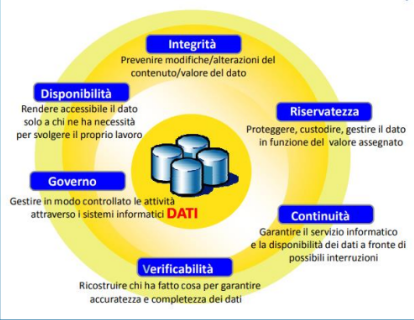 Integrità
Prevenire modifiche/alterazioni del
contenuto/valore del dato
Disponibilità
Rendere accessibile il dato
solo a chi ne ha necessità
per svolgere il proprio lavoro
Riservatezza
Proteggere, custodire, gestire il dato
in funzione del valore assegnato
Governo
Gestire in modo controllato le attività
attraverso i sistemi informatici
DATI
Continuità
Garantire il servizio informatico
e la disponibilità dei dati a fronte di
possibili interruzioni
Verificabilità
Ricostruire chi ha fatto cosa per garantire
accuratezza e completezza dei dati